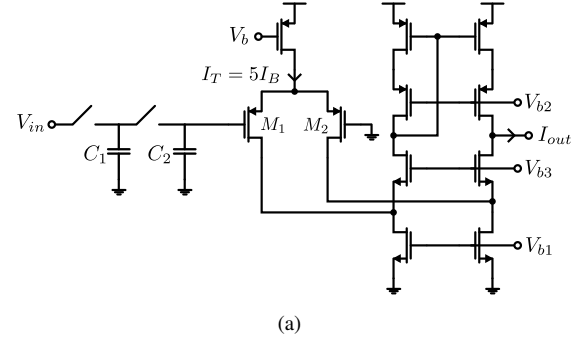 V_b
I_T = 5I_B
V_in
M_1
M_2
V_b2
I_out
C_1
C_2
V_b3
V_b1
(a)